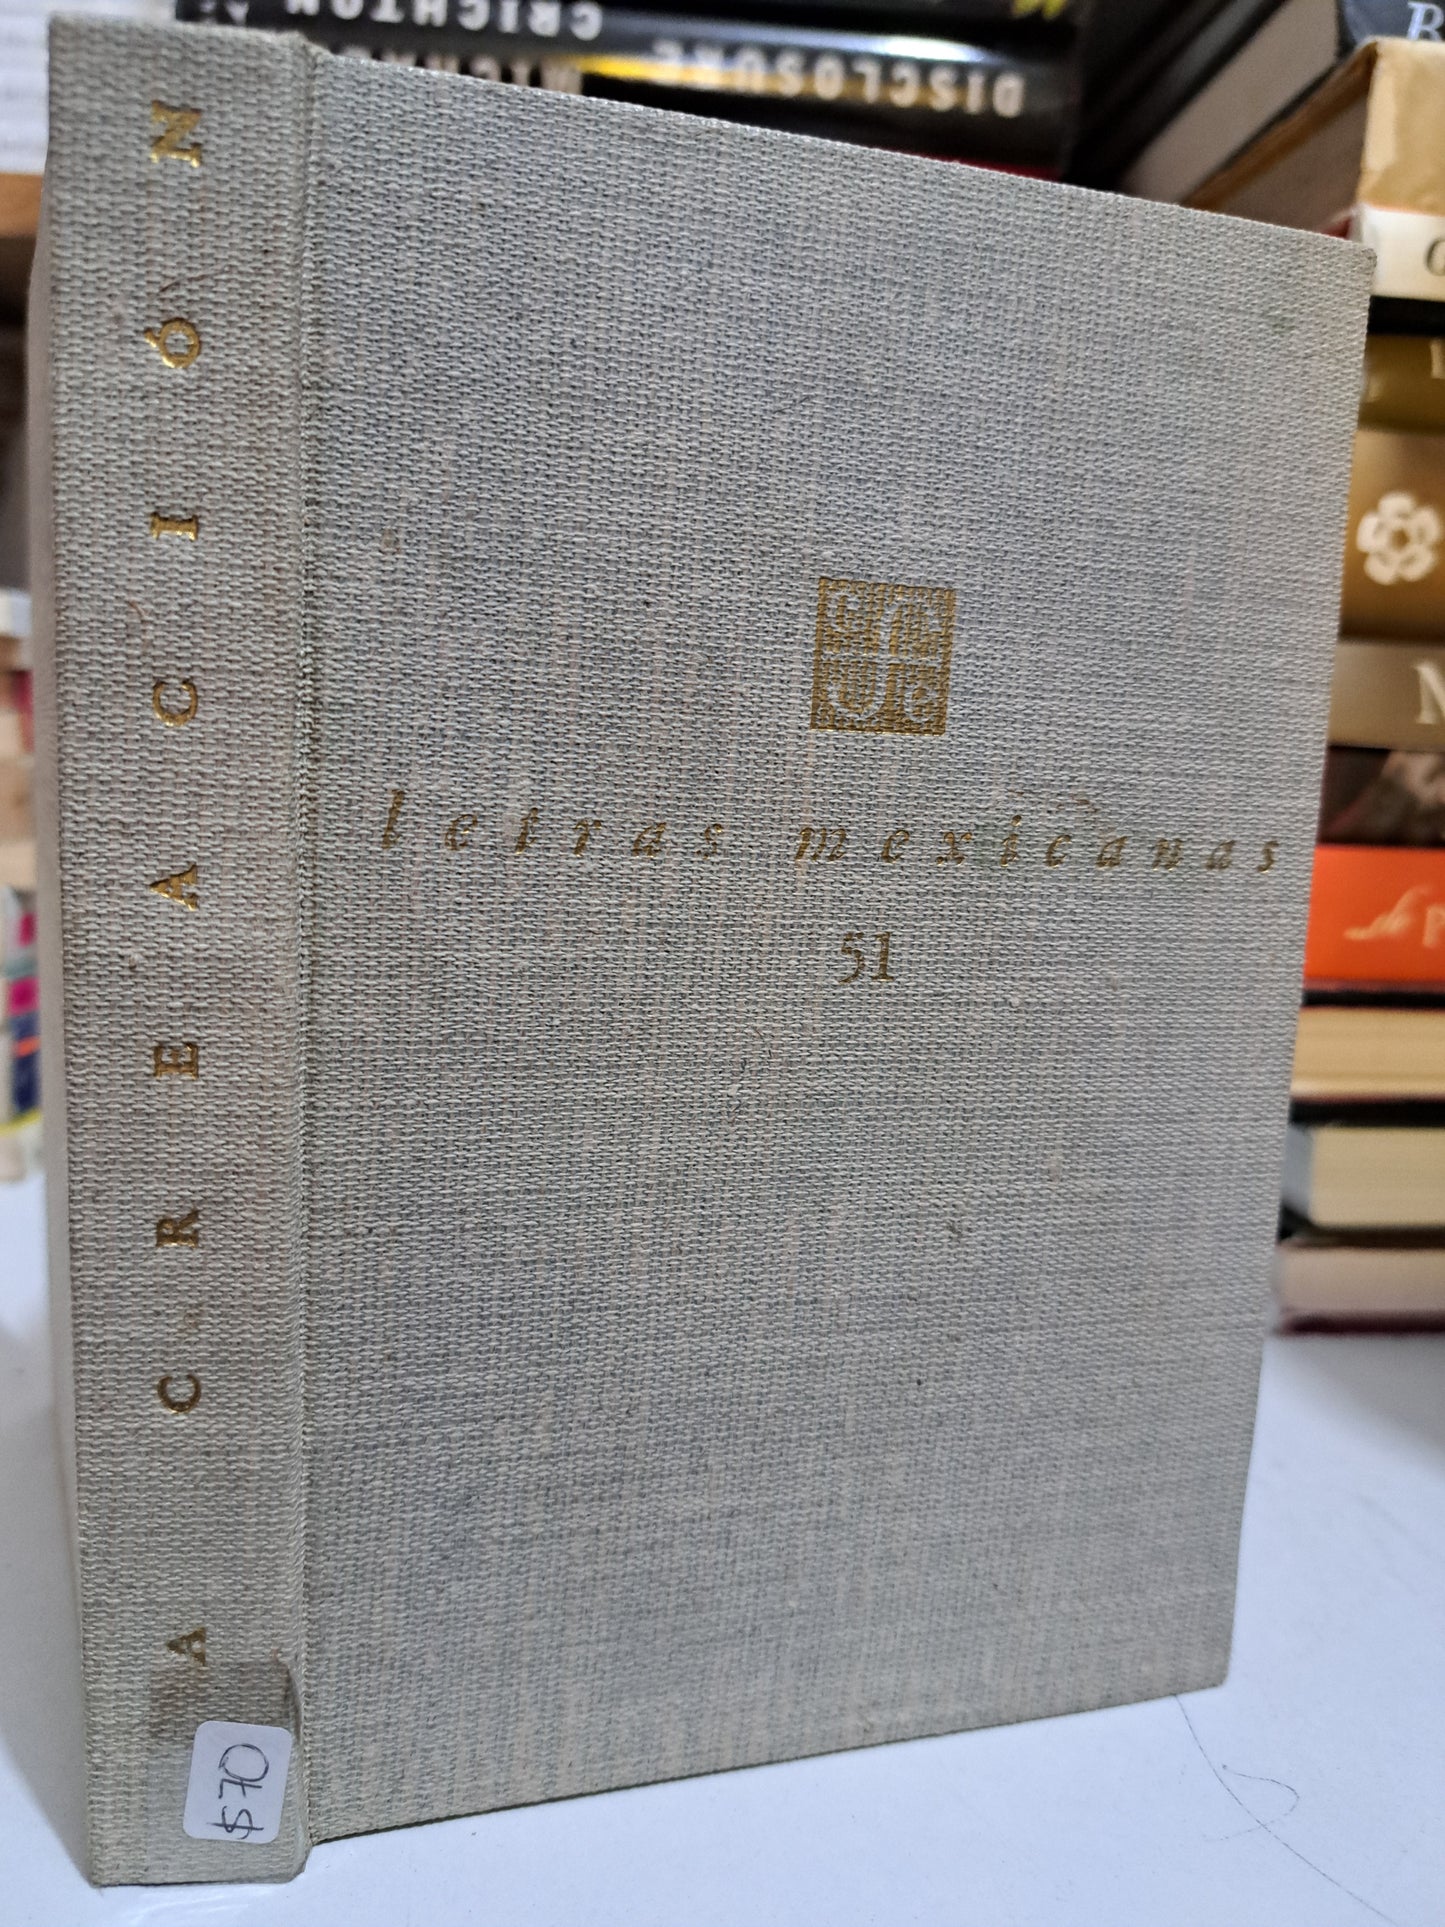 A CREACIÓN
$70
letras mexicanas
51
CRICHTON
DISCLOSURE